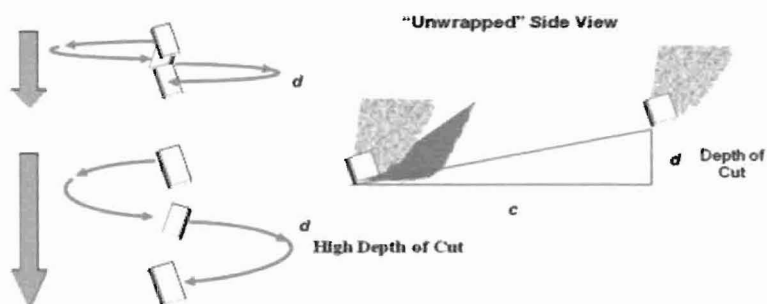 "Unwrapped" Side View
d
d
High Depth of Cut
d
Depth of
Cut
c